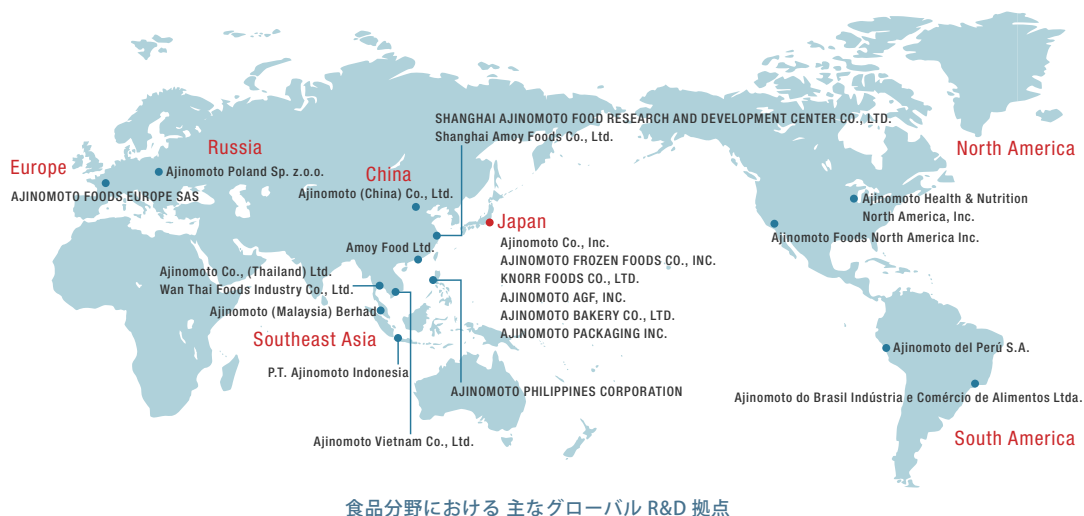 SHANGHAI AJINOMOTO FOOD RESEARCH AND DEVELOPMENT CENTER CO., LTD.
Shanghai Amoy Foods Co., Ltd.
North America
Russia
Europe
Ajinomoto Poland Sp. z.o.o.
China
AJINOMOTO FOODS EUROPE SAS
Ajinomoto (China) Co., Ltd.
Ajinomoto Health & Nutrition
North America, Inc.
Japan
Ajinomoto Foods North America Inc.
Amoy Food Ltd.
Ajinomoto Co., Inc.
AJINOMOTO FROZEN FOODS CO., INC.
KNORR FOODS CO., LTD.
AJINOMOTO AGF, INC.
AJINOMOTO BAKERY CO., LTD.
AJINOMOTO PACKAGING INC.
Ajinomoto Co., (Thailand) Ltd.
Wan Thai Foods Industry Co., Ltd.
Ajinomoto (Malaysia) Berhad
Southeast Asia
Ajinomoto del Perú S.A.
P.T. Ajinomoto Indonesia
AJINOMOTO PHILIPPINES CORPORATION
Ajinomoto do Brasil Indústria e Comércio de Alimentos Ltda.
Ajinomoto Vietnam Co., Ltd.
South America
食品分野における 主なグローバル R&D 拠点